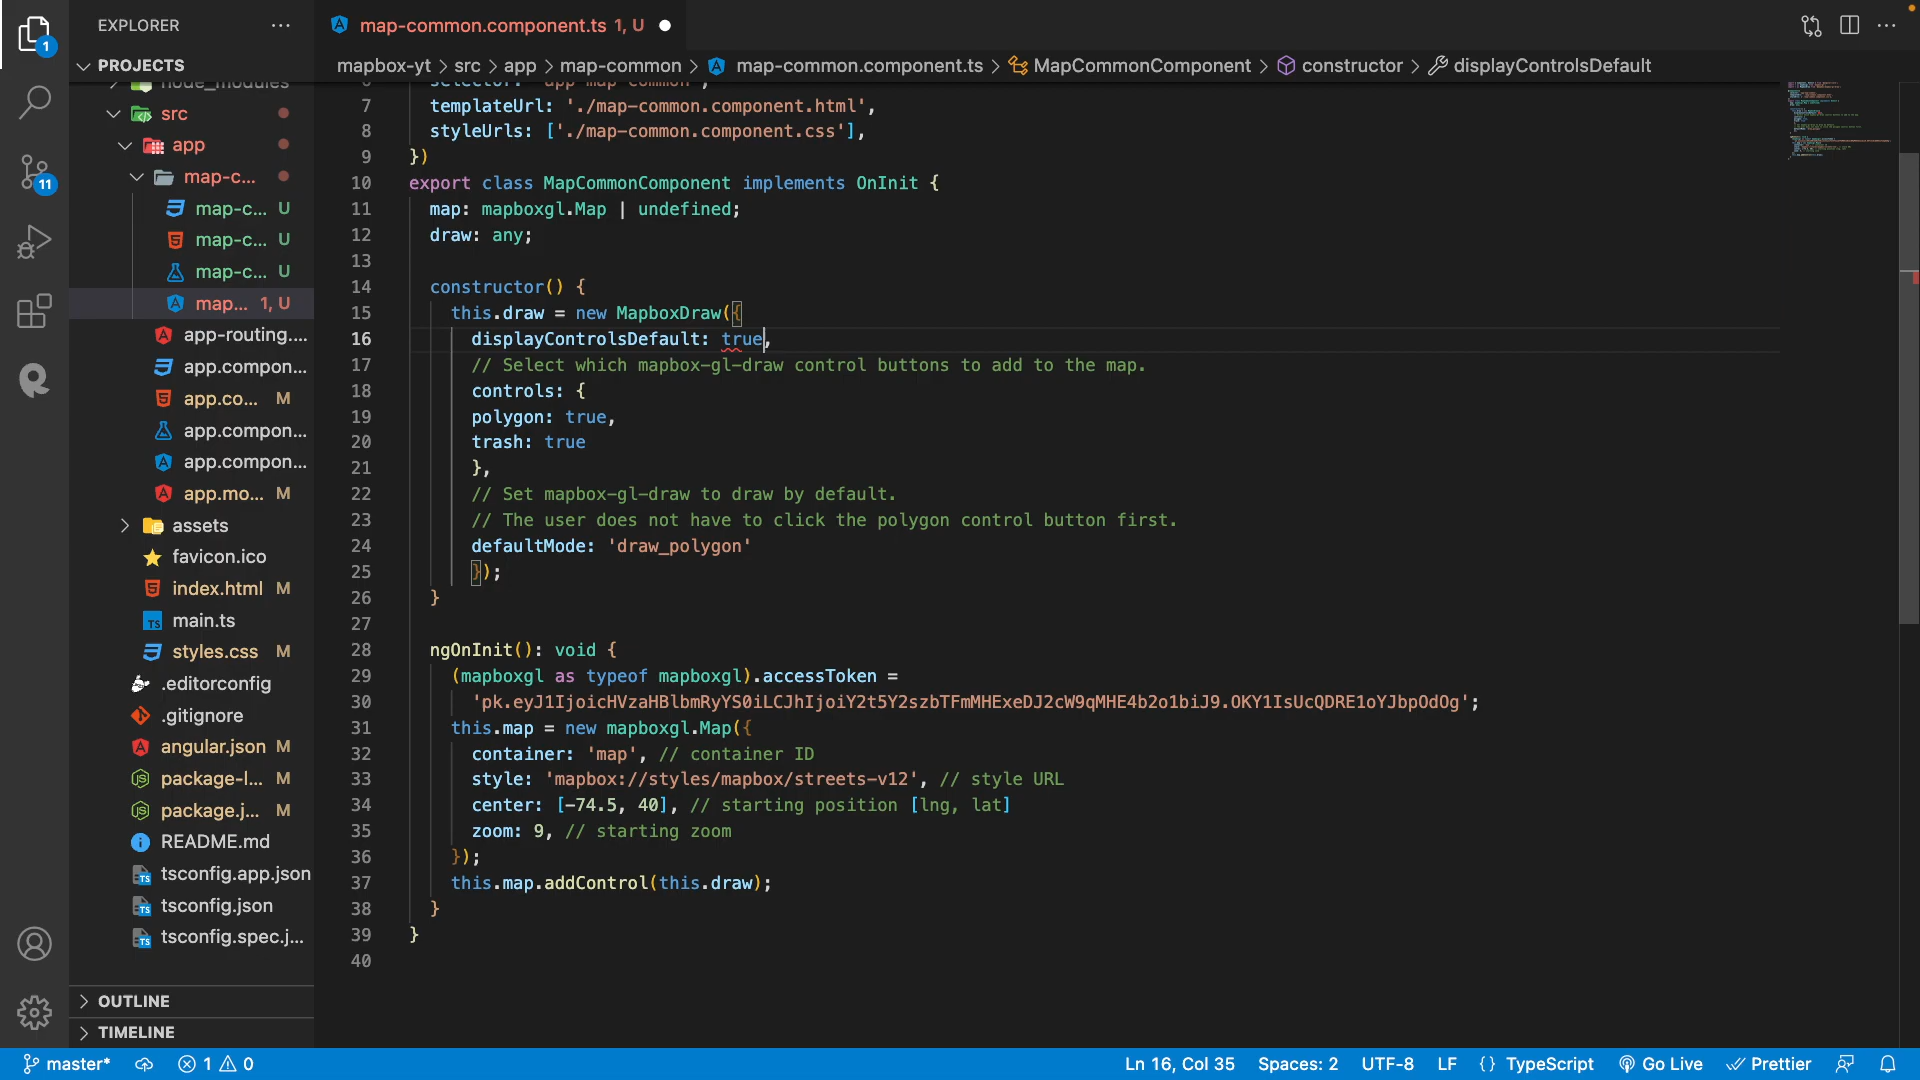 EXPLORER
map-common.component.ts 1, U
PROJECTS
mapbox-yt > src > app > map-common > map-common.component.ts > MapCommonComponent > constructor > displayControlsDefault
node_modules
src
app
map-c...
map-c... U
map-c... U
map-c... U
map... 1, U
app-routing....
app.compon...
app.co... M
app.compon...
app.compon...
app.mo... M
assets
favicon.ico
index.html M
main.ts
styles.css M
.editorconfig
.gitignore
angular.json M
package-l... M
package.j... M
README.md
tsconfig.app.json
tsconfig.json
tsconfig.spec.j...
OUTLINE
TIMELINE
1
11
7 templateUrl: './map-common.component.html',
8 styleUrls: ['./map-common.component.css'],
9 })
10 export class MapCommonComponent implements OnInit {
11 map: mapboxgl.Map | undefined;
12 draw: any;
13
14 constructor() {
15 this.draw = new MapboxDraw({
16 displayControlsDefault: true,
17 // Select which mapbox-gl-draw control buttons to add to the map.
18 controls: {
19 polygon: true,
20 trash: true
21 },
22 // Set mapbox-gl-draw to draw by default.
23 // The user does not have to click the polygon control button first.
24 defaultMode: 'draw_polygon'
25 });
26 }
27
28 ngOnInit(): void {
29 (mapboxgl as typeof mapboxgl).accessToken =
30 'pk.eyJ1IjoicHVzaHBlbmRyYS0iLCJhIjoiY2t5Y2szbTFmMHExeDJ2cW9qMHE4b2o1biJ9.OKY1IsUcQDRE1oYJbpOdOg';
31 this.map = new mapboxgl.Map({
32 container: 'map', // container ID
33 style: 'mapbox://styles/mapbox/streets-v12', // style URL
34 center: [-74.5, 40], // starting position [lng, lat]
35 zoom: 9, // starting zoom
36 });
37 this.map.addControl(this.draw);
38 }
39 }
40
master* 1 0 Ln 16, Col 35 Spaces: 2 UTF-8 LF {} TypeScript Go Live Prettier